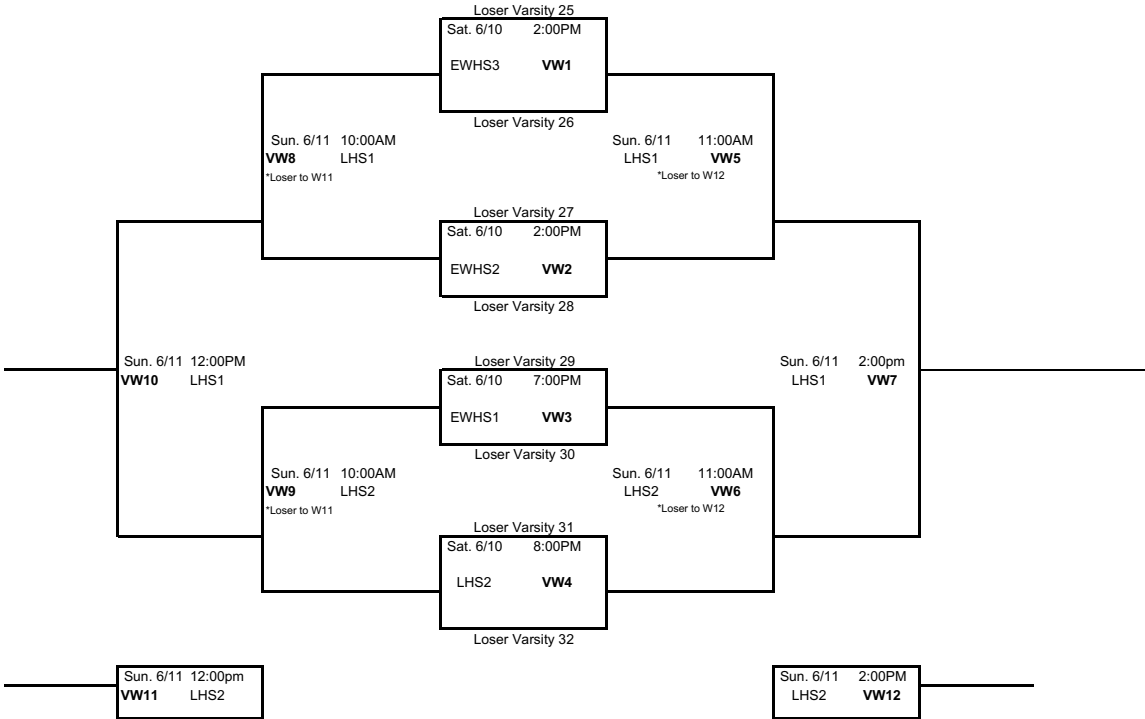 Loser Varsity 25
Sat. 6/10 2:00PM
EWHS3 VW1
Loser Varsity 26
Sun. 6/11 10:00AM
VW8 LHS1
*Loser to W11
Sun. 6/11 11:00AM
LHS1 VW5
*Loser to W12
Loser Varsity 27
Sat. 6/10 2:00PM
EWHS2 VW2
Loser Varsity 28
Sun. 6/11 12:00PM
VW10 LHS1
Loser Varsity 29
Sat. 6/10 7:00PM
EWHS1 VW3
Loser Varsity 30
Sun. 6/11 2:00pm
LHS1 VW7
Sun. 6/11 10:00AM
VW9 LHS2
*Loser to W11
Sun. 6/11 11:00AM
LHS2 VW6
*Loser to W12
Loser Varsity 31
Sat. 6/10 8:00PM
LHS2 VW4
Loser Varsity 32
Sun. 6/11 12:00pm
VW11 LHS2
Sun. 6/11 2:00PM
LHS2 VW12